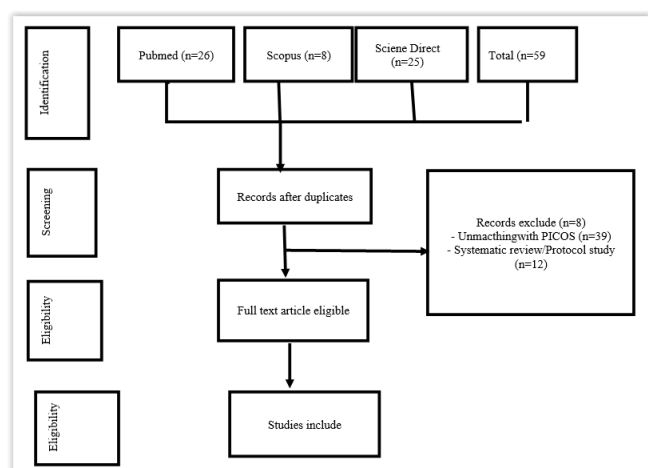 Identification
Pubmed (n=26)
Scopus (n=8)
Sciene Direct
(n=25)
Total (n=59
Screening
Records after duplicates
Records exclude (n=8)
- Unmacthingwith PICOS (n=39)
- Systematic review/Protocol study
(n=12)
Eligibility
Full text article eligible
Eligibility
Studies include